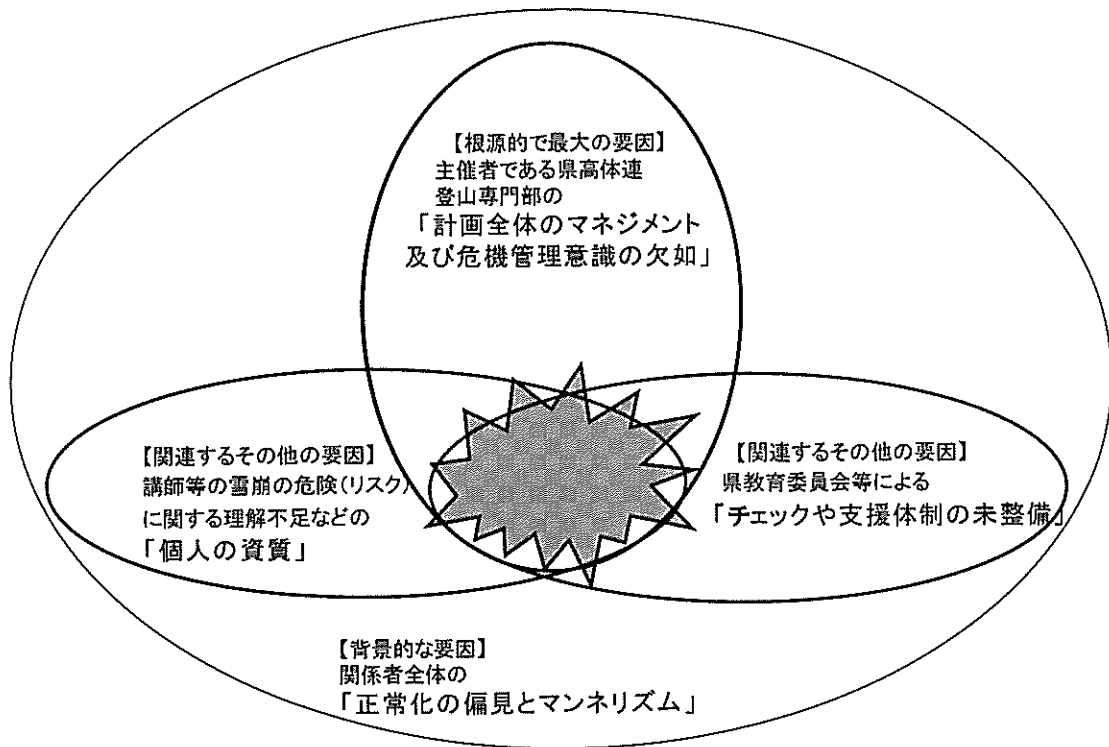 【根源的で最大の要因】
主催者である県高体連
登山専門部の
「計画全体のマネジメント
及び危機管理意識の欠如」
【関連するその他の要因】
講師等の雪崩の危険(リスク)
に関する理解不足などの
「個人の資質」
【関連するその他の要因】
県教育委員会等による
「チェックや支援体制の未整備」
【背景的な要因】
関係者全体の
「正常化の偏見とマンネリズム」